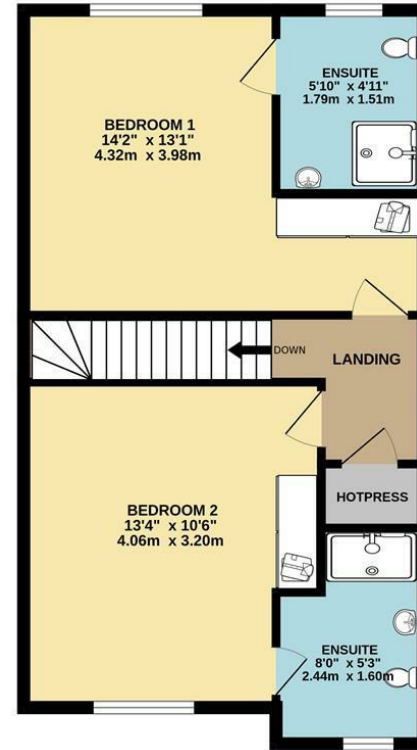 ENSUITE
5'10" x 4'11"
1.79m x 1.51m
BEDROOM 1
14'2" x 13'1"
4.32m x 3.98m
DOWN
LANDING
HOTPRESS
BEDROOM 2
13'4" x 10'6"
4.06m x 3.20m
ENSUITE
8'0" x 5'3"
2.44m x 1.60m